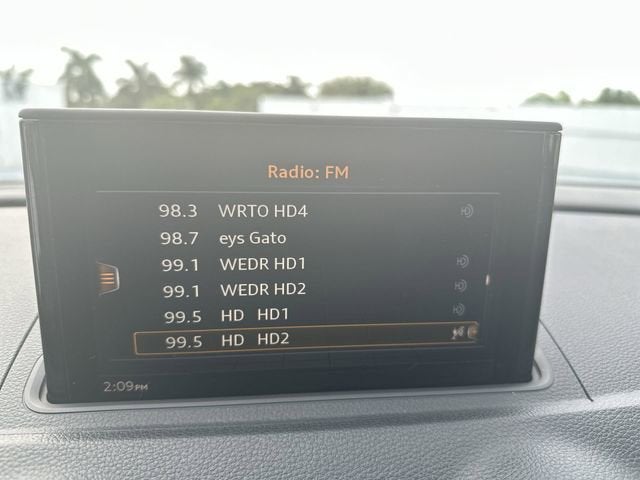 Radio: FM
98.3 WRTO HD4
98.7 eys Gato
99.1 WEDR HD1
99.1 WEDR HD2
99.5 HD HD1
99.5 HD HD2
2:09PM